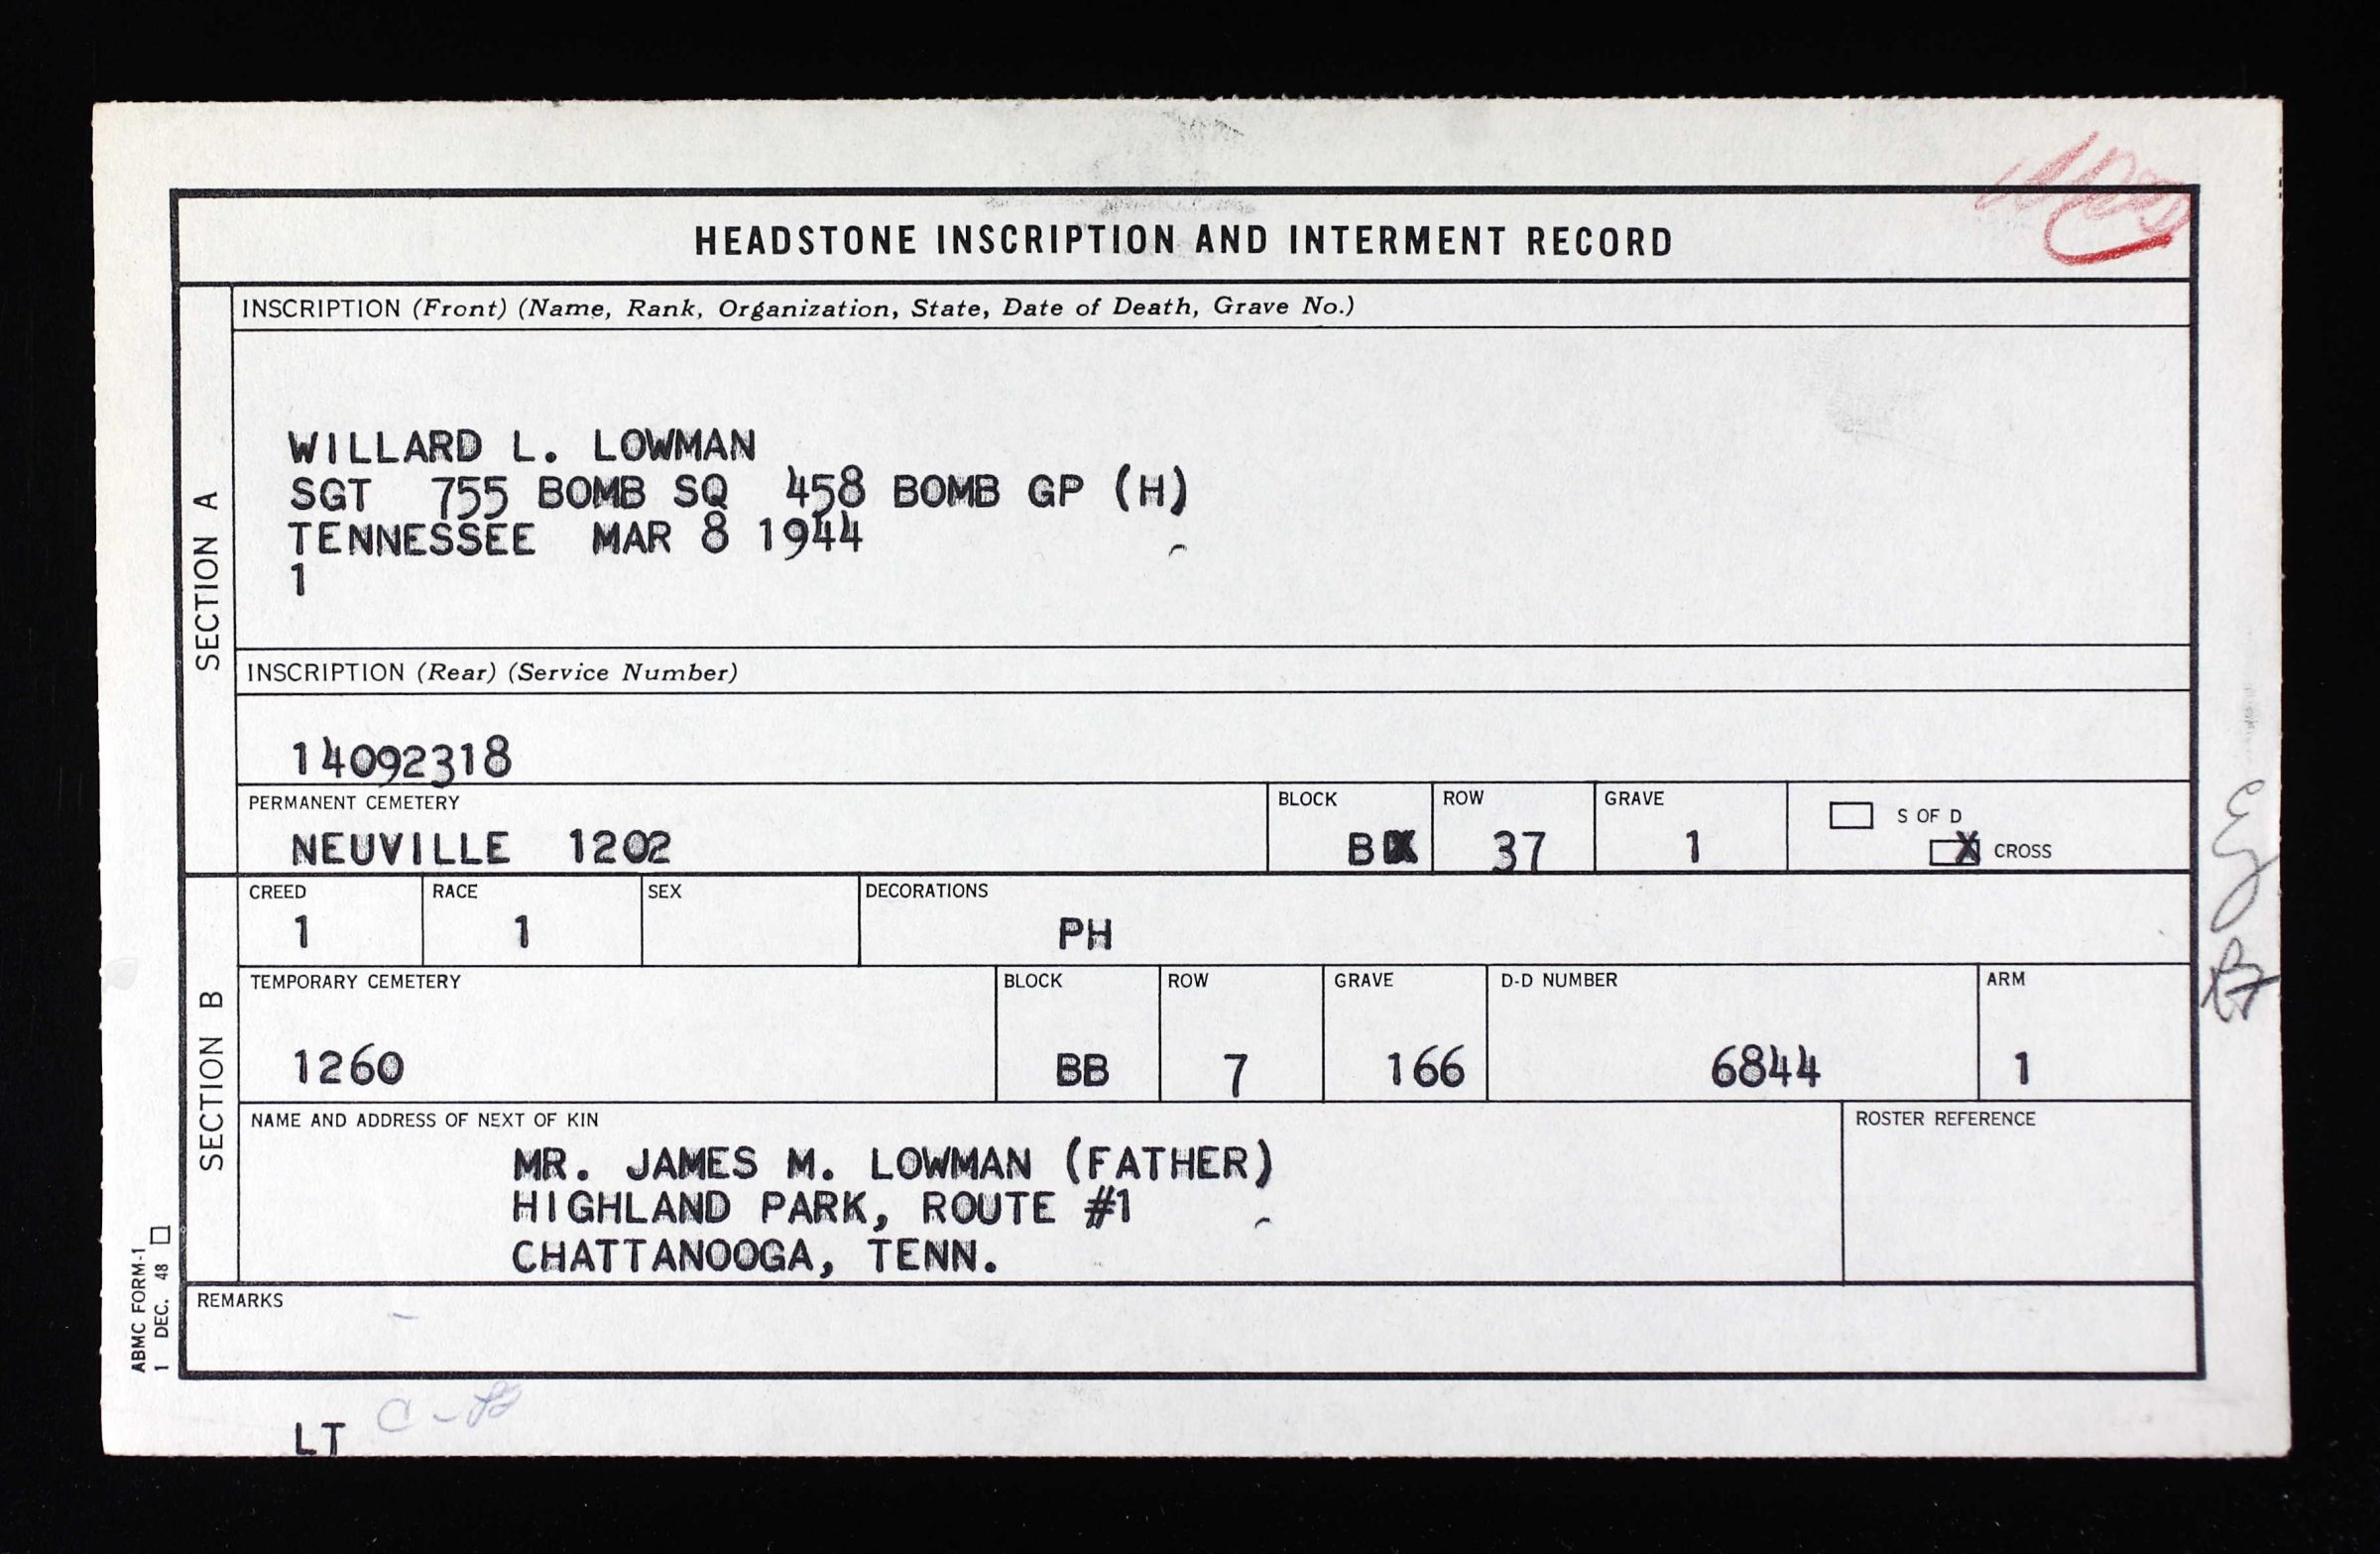 HEADSTONE INSCRIPTION AND INTERMENT RECORD
SECTION A
INSCRIPTION (Front) (Name, Rank, Organization, State, Date of Death, Grave No.)
WILLARD L. LOWMAN
SGT 755 BOMB SQ 458 BOMB GP (H)
TENNESSEE MAR 8 1944
1
INSCRIPTION (Rear) (Service Number)
14092318
PERMANENT CEMETERY BLOCK ROW GRAVE S OF D
NEUVILLE 1202 B 37 1 X CROSS
SECTION B
CREED RACE SEX DECORATIONS
1 1 PH
TEMPORARY CEMETERY BLOCK ROW GRAVE D-D NUMBER ARM
1260 BB 7 166 6844 1
NAME AND ADDRESS OF NEXT OF KIN ROSTER REFERENCE
MR. JAMES M. LOWMAN (FATHER)
HIGHLAND PARK, ROUTE #1
CHATTANOOGA, TENN.
REMARKS
ABMC FORM-1
1 DEC. 48
LT